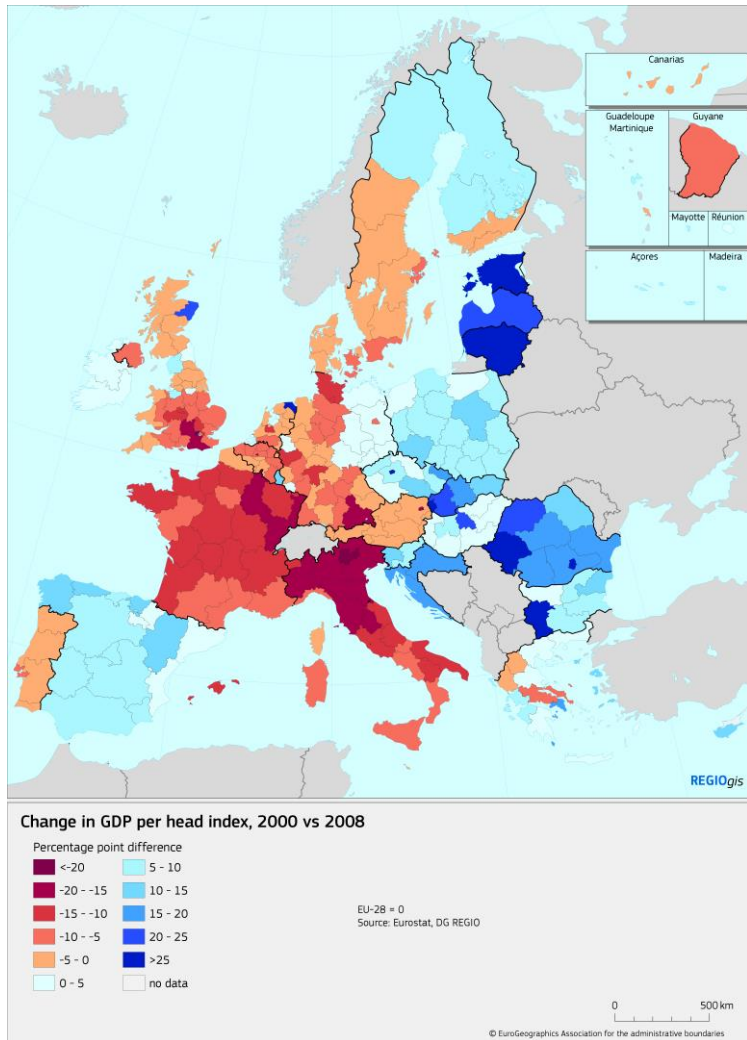 Canarias
Guadeloupe
Martinique
Guyane
Mayotte
Réunion
Açores
Madeira
REGIOgis
Change in GDP per head index, 2000 vs 2008
Percentage point difference
<-20
-20 - -15
-15 - -10
-10 - -5
-5 - 0
0 - 5
5 - 10
10 - 15
15 - 20
20 - 25
>25
no data
EU-28 = 0
Source: Eurostat, DG REGIO
0 500 km
© EuroGeographics Association for the administrative boundaries